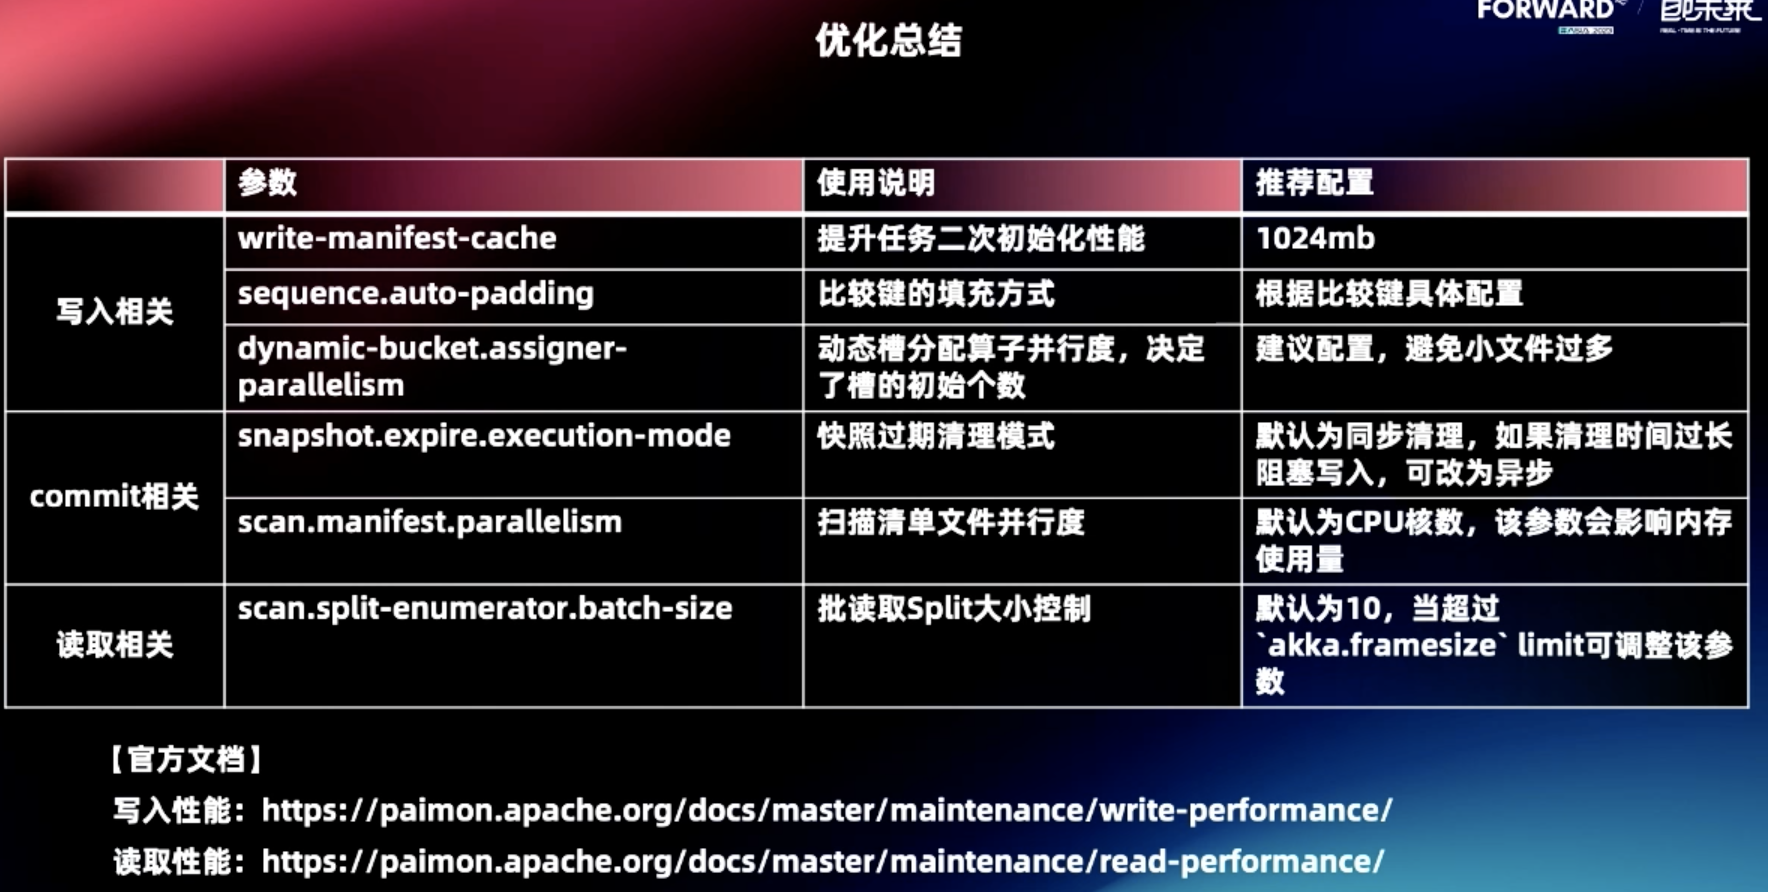 FORWARD
即未来
ASIA 2023
REAL-TIME IS THE FUTURE
优化总结
参数
使用说明
推荐配置
写入相关
write-manifest-cache
提升任务二次初始化性能
1024mb
sequence.auto-padding
比较键的填充方式
根据比较键具体配置
dynamic-bucket.assigner-
parallelism
动态槽分配算子并行度，决定
了槽的初始个数
建议配置，避免小文件过多
commit相关
snapshot.expire.execution-mode
快照过期清理模式
默认为同步清理，如果清理时间过长
阻塞写入，可改为异步
scan.manifest.parallelism
扫描清单文件并行度
默认为CPU核数，该参数会影响内存
使用量
读取相关
scan.split-enumerator.batch-size
批读取Split大小控制
默认为10，当超过
`akka.framesize` limit可调整该参
数
【官方文档】
写入性能：https://paimon.apache.org/docs/master/maintenance/write-performance/
读取性能：https://paimon.apache.org/docs/master/maintenance/read-performance/